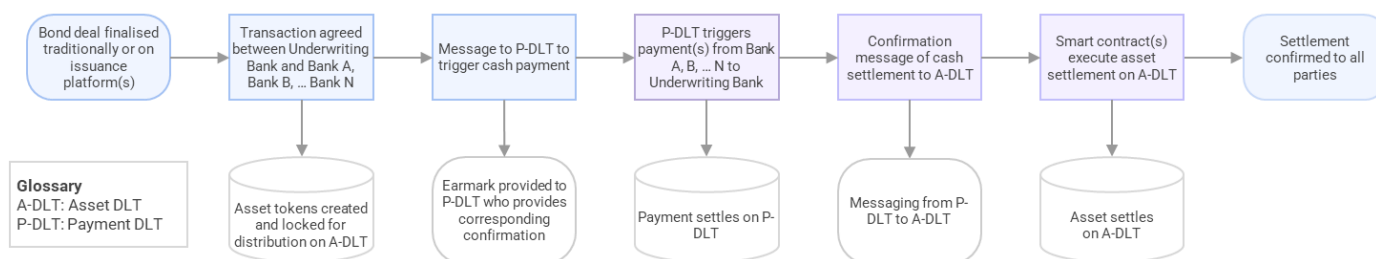 Bond deal finalised
traditionally or on
issuance
platform(s)
Transaction agreed
between Underwriting
Bank and Bank A,
Bank B, ... Bank N
Message to P-DLT to
trigger cash payment
P-DLT triggers
payment(s) from Bank
A, B, ... N to
Underwriting Bank
Confirmation
message of cash
settlement to A-DLT
Smart contract(s)
execute asset
settlement on A-DLT
Settlement
confirmed to all
parties
Glossary
A-DLT: Asset DLT
P-DLT: Payment DLT
Asset tokens created
and locked for
distribution on A-DLT
Earmark provided
to P-DLT who provides
corresponding
confirmation
Payment settles on P-
DLT
Messaging from P-
DLT to A-DLT
Asset settles
on A-DLT